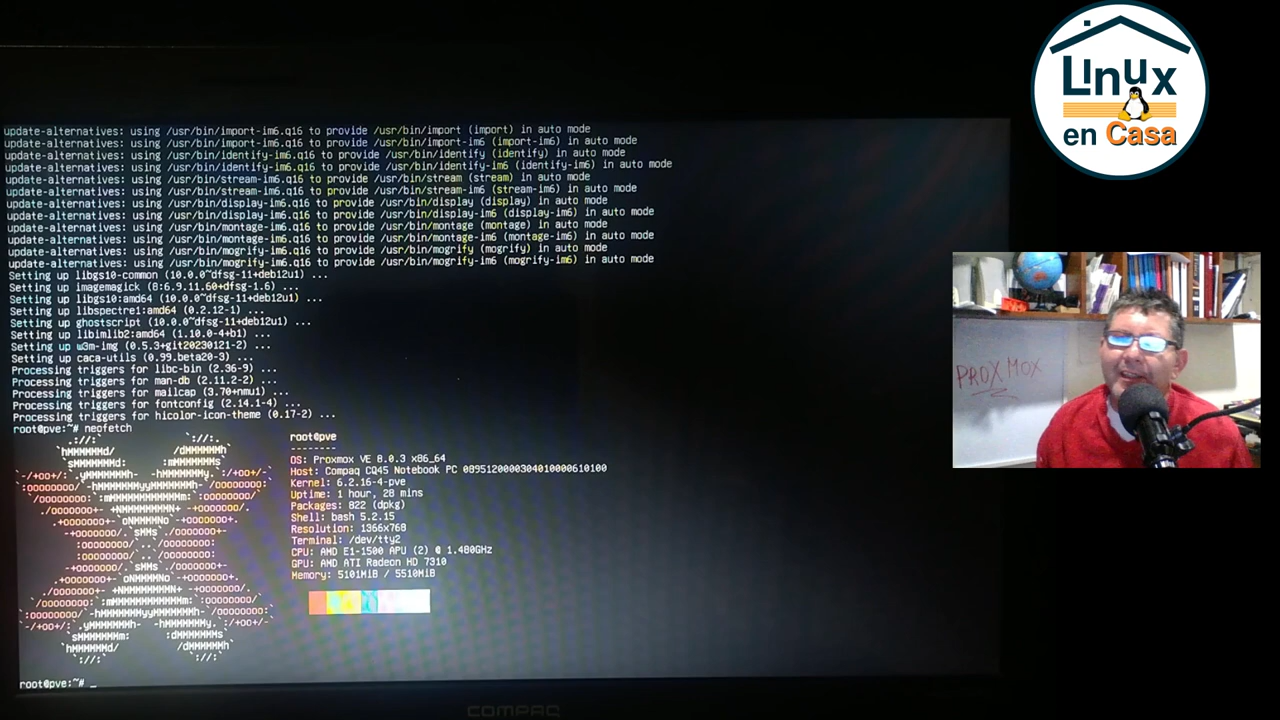 update-alternatives: using /usr/bin/import-im6.q16 to provide /usr/bin/import (import) in auto mode
update-alternatives: using /usr/bin/import-im6.q16 to provide /usr/bin/import-im6 (import-im6) in auto mode
update-alternatives: using /usr/bin/identify-im6.q16 to provide /usr/bin/identify (identify) in auto mode
update-alternatives: using /usr/bin/identify-im6.q16 to provide /usr/bin/identify-im6 (identify-im6) in auto mode
update-alternatives: using /usr/bin/stream-im6.q16 to provide /usr/bin/stream (stream) in auto mode
update-alternatives: using /usr/bin/stream-im6.q16 to provide /usr/bin/stream-im6 (stream-im6) in auto mode
update-alternatives: using /usr/bin/display-im6.q16 to provide /usr/bin/display (display) in auto mode
update-alternatives: using /usr/bin/display-im6.q16 to provide /usr/bin/display-im6 (display-im6) in auto mode
update-alternatives: using /usr/bin/montage-im6.q16 to provide /usr/bin/montage (montage) in auto mode
update-alternatives: using /usr/bin/montage-im6.q16 to provide /usr/bin/montage-im6 (montage-im6) in auto mode
update-alternatives: using /usr/bin/mogrify-im6.q16 to provide /usr/bin/mogrify (mogrify) in auto mode
update-alternatives: using /usr/bin/mogrify-im6.q16 to provide /usr/bin/mogrify-im6 (mogrify-im6) in auto mode
Setting up libgs10-common (10.0.0~dfsg-11+deb12u1) ...
Setting up imagemagick (8:6.9.11.60+dfsg-1.6) ...
Setting up libgs10:amd64 (10.0.0~dfsg-11+deb12u1) ...
Setting up libspectre1:amd64 (0.2.12-1) ...
Setting up ghostscript (10.0.0~dfsg-11+deb12u1) ...
Setting up libimlib2:amd64 (1.10.0-4+b1) ...
Setting up w3m-img (0.5.3+git20230121-2) ...
Setting up caca-utils (0.99.beta20-3) ...
Processing triggers for libc-bin (2.36-9) ...
Processing triggers for man-db (2.11.2-2) ...
Processing triggers for mailcap (3.70+nmu1) ...
Processing triggers for fontconfig (2.14.1-4) ...
Processing triggers for hicolor-icon-theme (0.17-2) ...
root@pve:~# neofetch
root@pve
--------
OS: Proxmox VE 8.0.3 x86_64
Host: Compaq CQ45 Notebook PC 0895120000304010000610100
Kernel: 6.2.16-4-pve
Uptime: 1 hour, 28 mins
Packages: 822 (dpkg)
Shell: bash 5.2.15
Resolution: 1366x768
Terminal: /dev/tty2
CPU: AMD E1-1500 APU (2) @ 1.480GHz
GPU: AMD ATI Radeon HD 7310
Memory: 5101MiB / 5510MiB
root@pve:~# _
COMPAQ
Linux
en Casa
PROXMOX